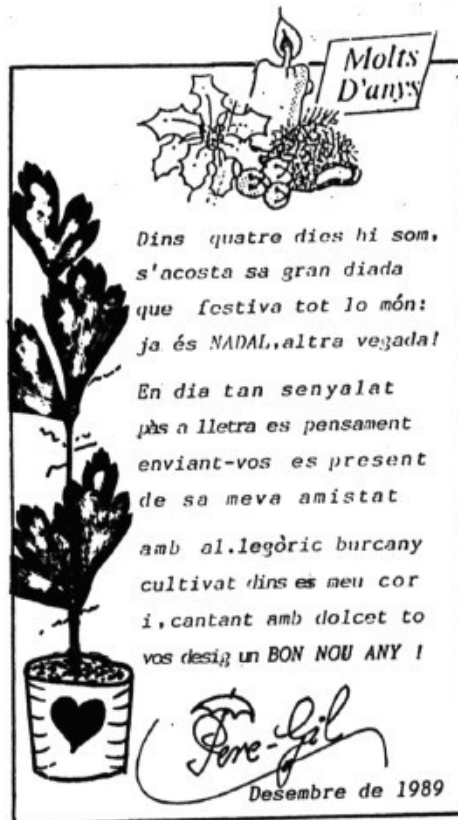 Molts
D'anys
Dins quatre dies hi som,
s'acosta sa gran diada
que festiva tot lo món:
ja és NADAL, altra vegada!
En dia tan senyalat
pàs a lletra es pensament
enviant-vos es present
de sa meva amistat
amb al.legòric burcany
cultivat dins es meu cor
i, cantant amb dolcet to
vos desig un BON NOU ANY !
Pere-Gil
Desembre de 1989